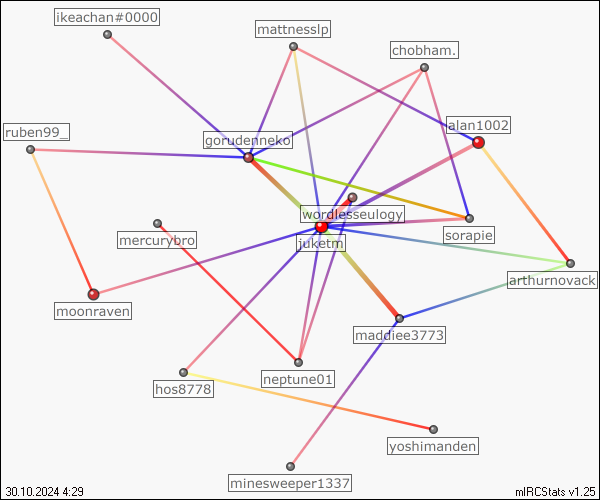 ikeachan#0000
mattnesslp
chobham.
alan1002
ruben99_
gorudenneko
wordlesseulogy
mercurybro
juketm
sorapie
arthurnovack
moonraven
maddiee3773
neptune01
hos8778
yoshimanden
minesweeper1337
30.10.2024 4:29
mIRCStats v1.25